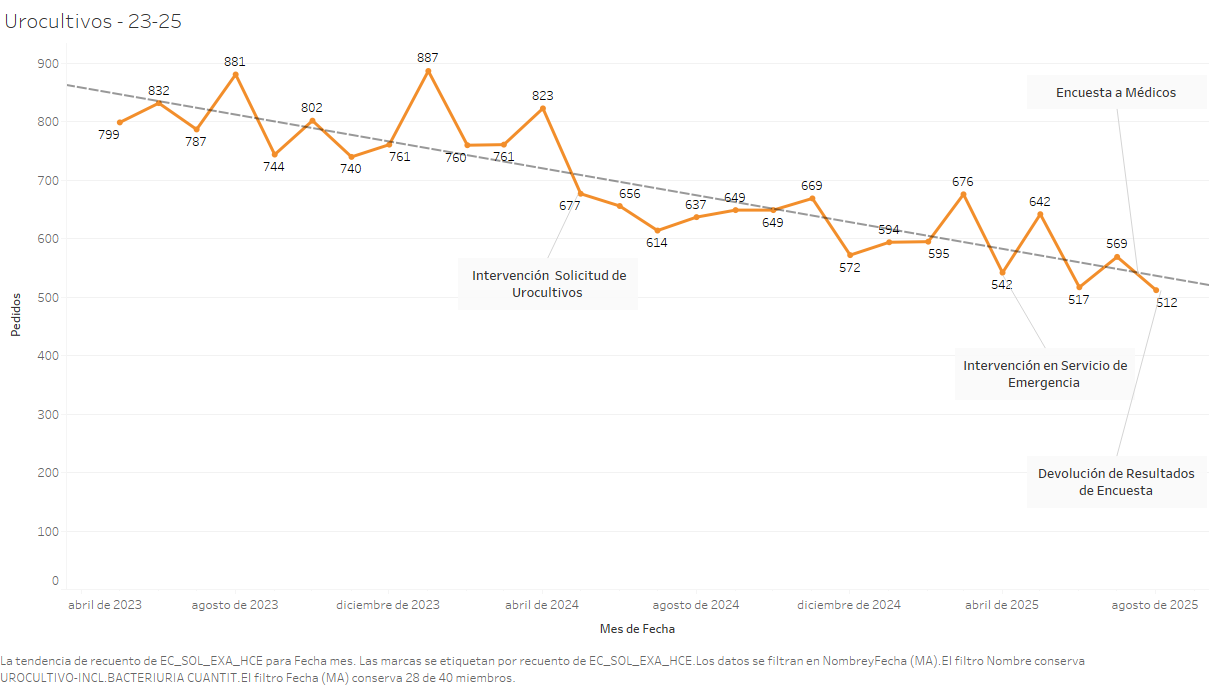 Urocultivos - 23-25
900
800
700
600
500
400
300
200
100
0
Pedidos
799
832
787
881
744
802
740
761
887
760
761
823
677
656
614
637
649
649
669
572
594
595
676
542
642
517
569
512
Encuesta a Médicos
Intervención Solicitud de
Urocultivos
Intervención en Servicio de
Emergencia
Devolución de Resultados
de Encuesta
abril de 2023
agosto de 2023
diciembre de 2023
abril de 2024
agosto de 2024
diciembre de 2024
abril de 2025
agosto de 2025
Mes de Fecha
La tendencia de recuento de EC_SOL_EXA_HCE para Fecha mes. Las marcas se etiquetan por recuento de EC_SOL_EXA_HCE.Los datos se filtran en NombreyFecha (MA).El filtro Nombre conserva
UROCULTIVO-INCL.BACTERIURIA CUANTIT.El filtro Fecha (MA) conserva 28 de 40 miembros.